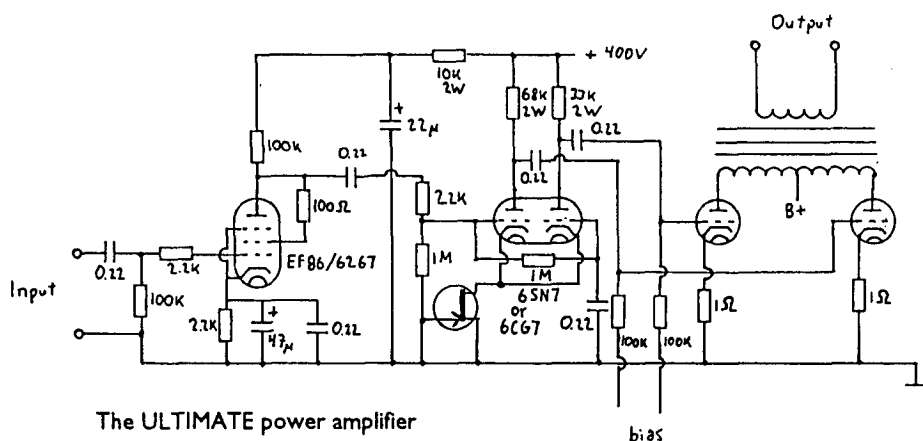 Output
+ 400V
10K
2W
68K
2W
33K
2W
0.22
22µ
100K
0.22
0.22
2.2K
100Ω
B+
EF86/6267
0.22
2.2K
1M
1M
6SN7
or
6CG7
Input
100K
2.2K
47µ
0.22
0.22
100K
100K
1Ω
1Ω
The ULTIMATE power amplifier
bias